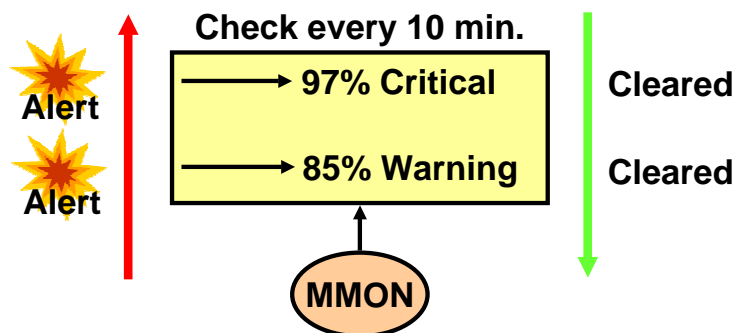 Check every 10 min.
Alert
97% Critical
Cleared
Alert
85% Warning
Cleared
MMON